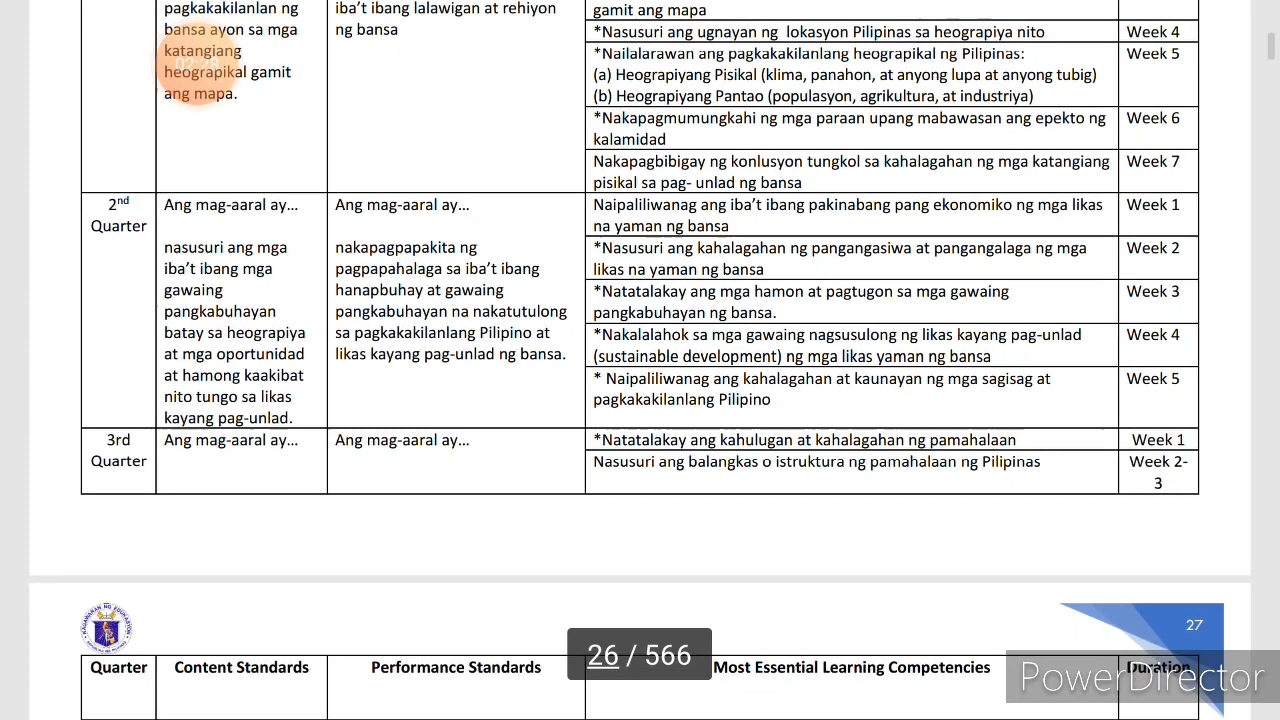 pagkakakilanlan ng
bansa ayon sa mga
katangiang
heograpikal gamit
ang mapa.
iba't ibang lalawigan at rehiyon
ng bansa
gamit ang mapa
*Nasusuri ang ugnayan ng lokasyon Pilipinas sa heograpiya nito
Week 4
*Nailalarawan ang pagkakakilanlang heograpikal ng Pilipinas:
(a) Heograpiyang Pisikal (klima, panahon, at anyong lupa at anyong tubig)
(b) Heograpiyang Pantao (populasyon, agrikultura, at industriya)
Week 5
*Nakapagmumungkahi ng mga paraan upang mabawasan ang epekto ng
kalamidad
Week 6
Nakapagbibigay ng konlusyon tungkol sa kahalagahan ng mga katangiang
pisikal sa pag- unlad ng bansa
Week 7
02:28
2nd
Quarter
Ang mag-aaral ay…
nasusuri ang mga
iba't ibang mga
gawaing
pangkabuhayan
batay sa heograpiya
at mga oportunidad
at hamong kaakibat
nito tungo sa likas
kayang pag-unlad.
Ang mag-aaral ay…
nakapagpapakita ng
pagpapahalaga sa iba't ibang
hanapbuhay at gawaing
pangkabuhayan na nakatutulong
sa pagkakakilanlang Pilipino at
likas kayang pag-unlad ng bansa.
Naipaliliwanag ang iba't ibang pakinabang pang ekonomiko ng mga likas
na yaman ng bansa
Week 1
*Nasusuri ang kahalagahan ng pangangasiwa at pangangalaga ng mga
likas na yaman ng bansa
Week 2
*Natatalakay ang mga hamon at pagtugon sa mga gawaing
pangkabuhayan ng bansa.
Week 3
*Nakalalahok sa mga gawaing nagsusulong ng likas kayang pag-unlad
(sustainable development) ng mga likas yaman ng bansa
Week 4
* Naipaliliwanag ang kahalagahan at kaunayan ng mga sagisag at
pagkakakilanlang Pilipino
Week 5
3rd
Quarter
Ang mag-aaral ay…
Ang mag-aaral ay…
*Natatalakay ang kahulugan at kahalagahan ng pamahalaan
Week 1
Nasusuri ang balangkas o istruktura ng pamahalaan ng Pilipinas
Week 2-
3
27
26 / 566
Quarter
Content Standards
Performance Standards
Most Essential Learning Competencies
Duration
PowerDirector